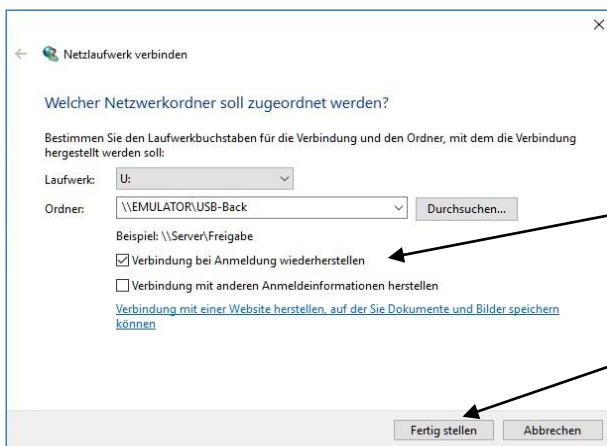 Netzlaufwerk verbinden
Welcher Netzwerkordner soll zugeordnet werden?
Bestimmen Sie den Laufwerkbuchstaben für die Verbindung und den Ordner, mit dem die Verbindung
hergestellt werden soll:
Laufwerk: U:
Ordner: \\EMULATOR\USB-Back Durchsuchen...
Beispiel: \\Server\Freigabe
Verbindung bei Anmeldung wiederherstellen
Verbindung mit anderen Anmeldeinformationen herstellen
Verbindung mit einer Website herstellen, auf der Sie Dokumente und Bilder speichern
können
Fertig stellen Abbrechen